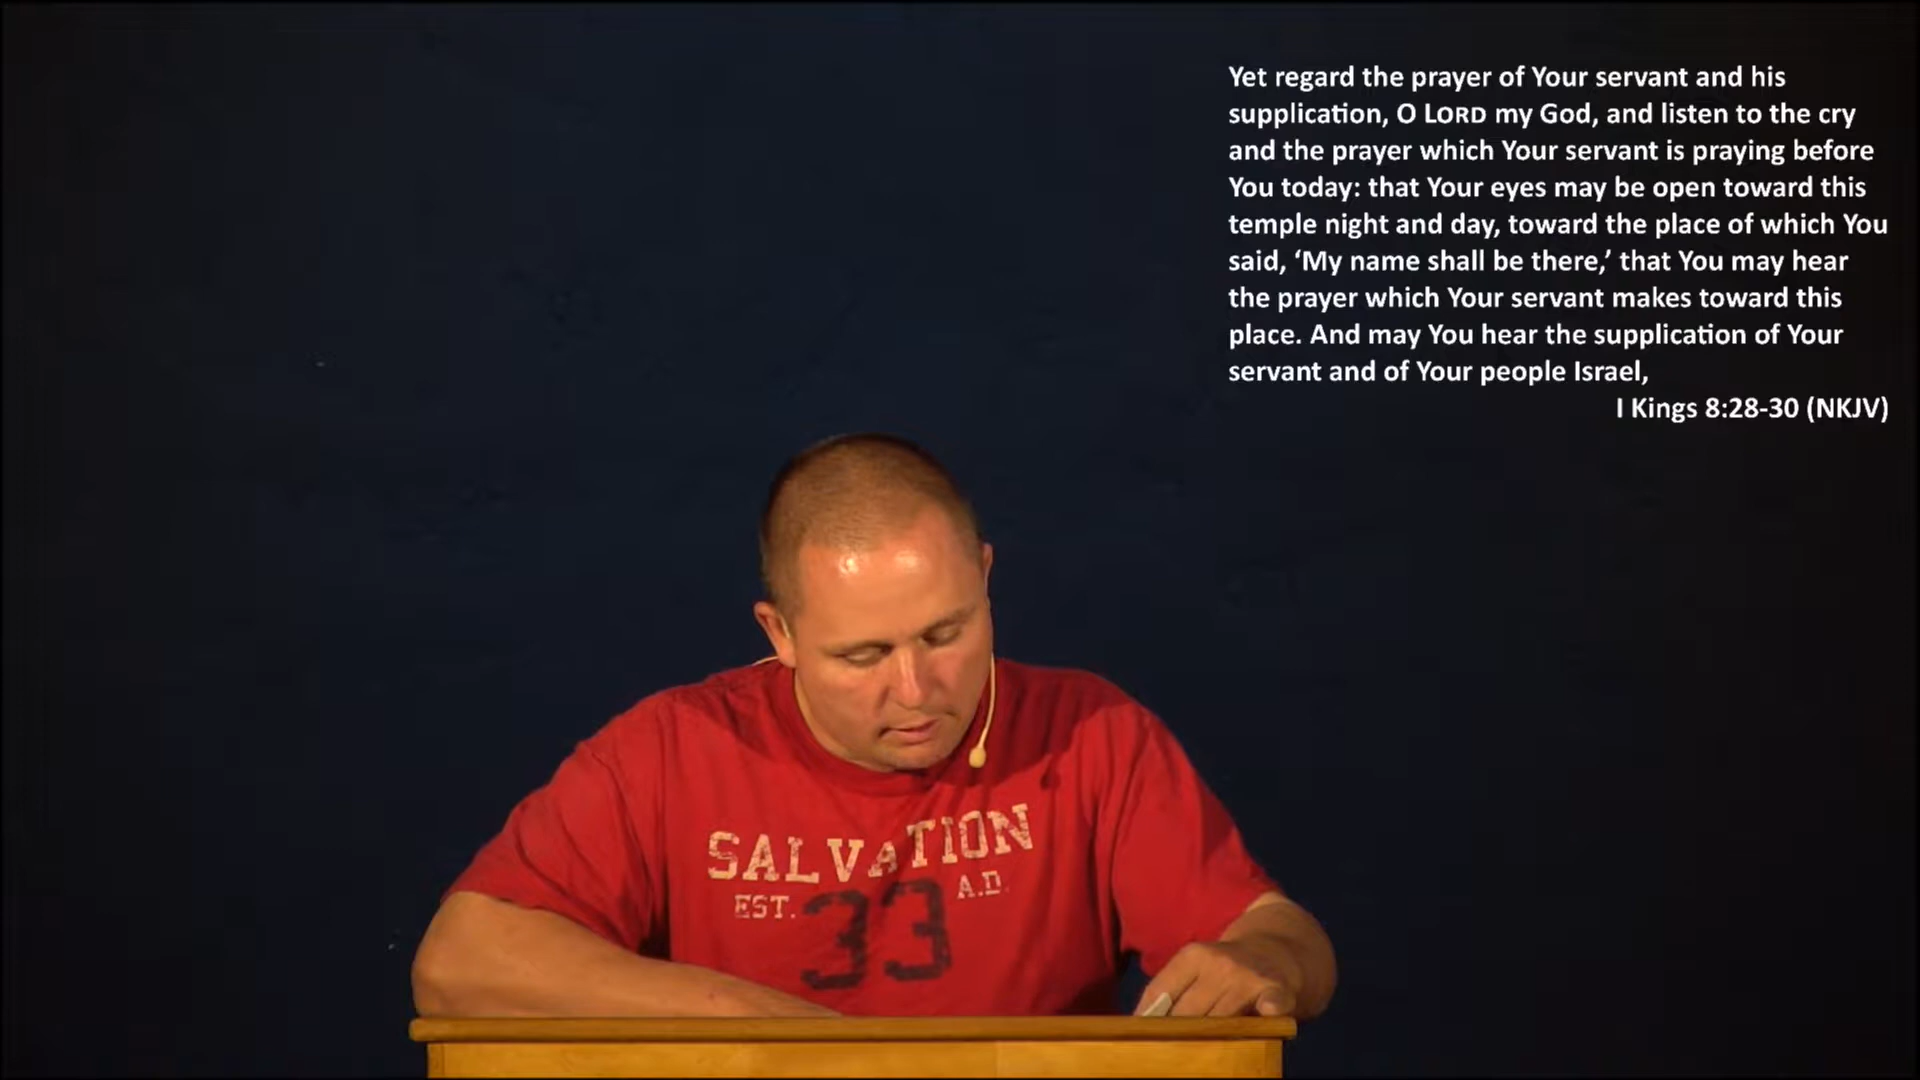 Yet regard the prayer of Your servant and his
supplication, O LORD my God, and listen to the cry
and the prayer which Your servant is praying before
You today: that Your eyes may be open toward this
temple night and day, toward the place of which You
said, ‘My name shall be there,’ that You may hear
the prayer which Your servant makes toward this
place. And may You hear the supplication of Your
servant and of Your people Israel,
I Kings 8:28-30 (NKJV)
SALVATION
EST. 33 A.D.